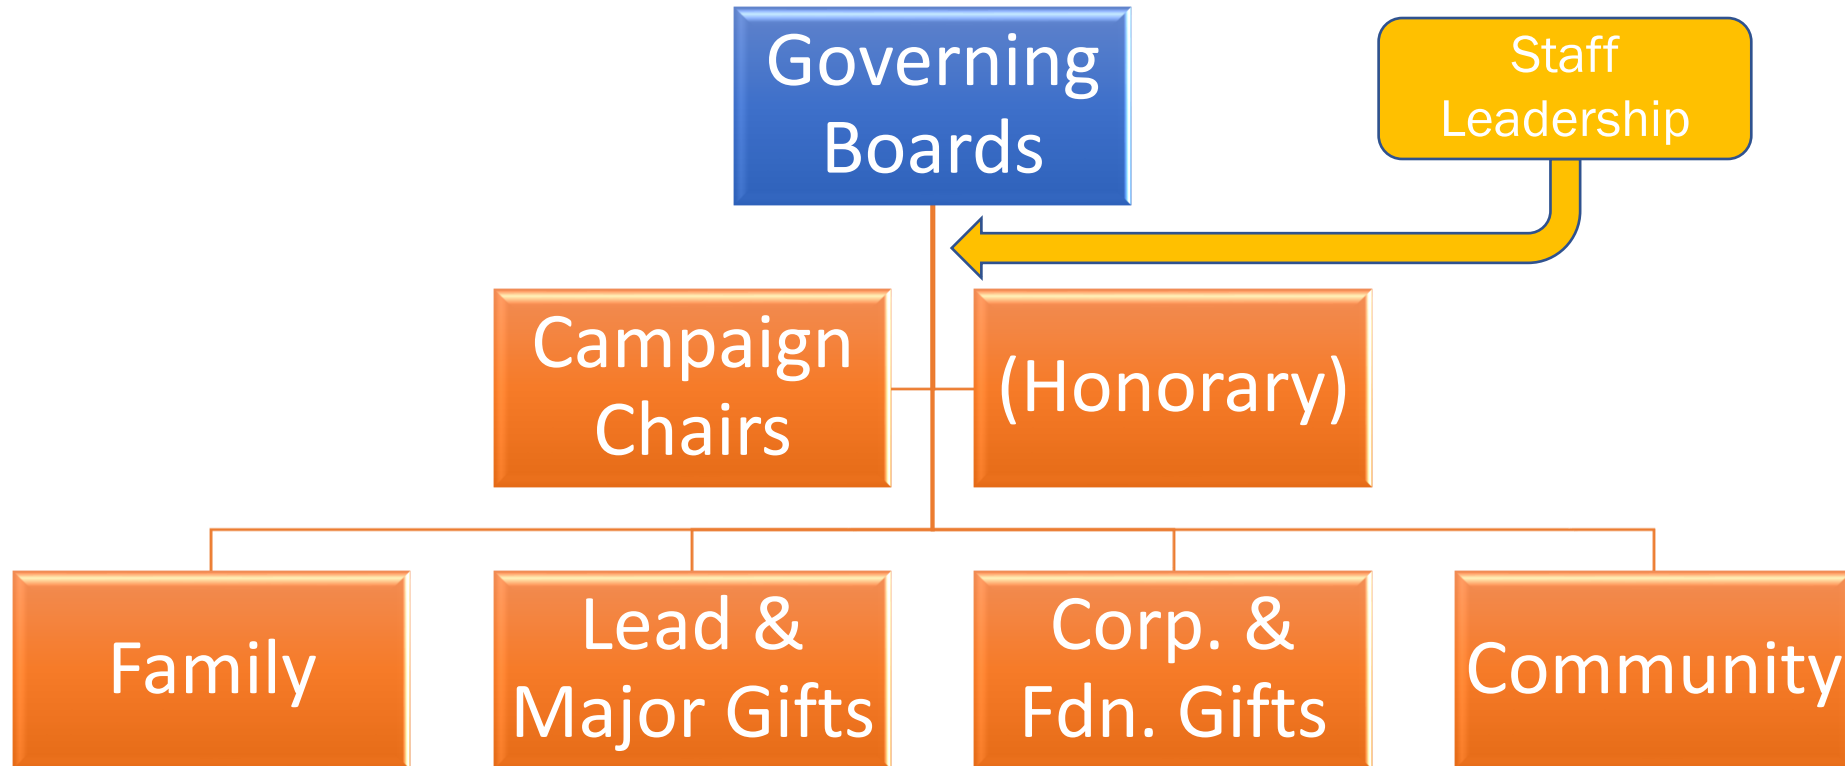 Governing
Boards
Staff
Leadership
Campaign
Chairs
(Honorary)
Family
Lead &
Major Gifts
Corp. &
Fdn. Gifts
Community